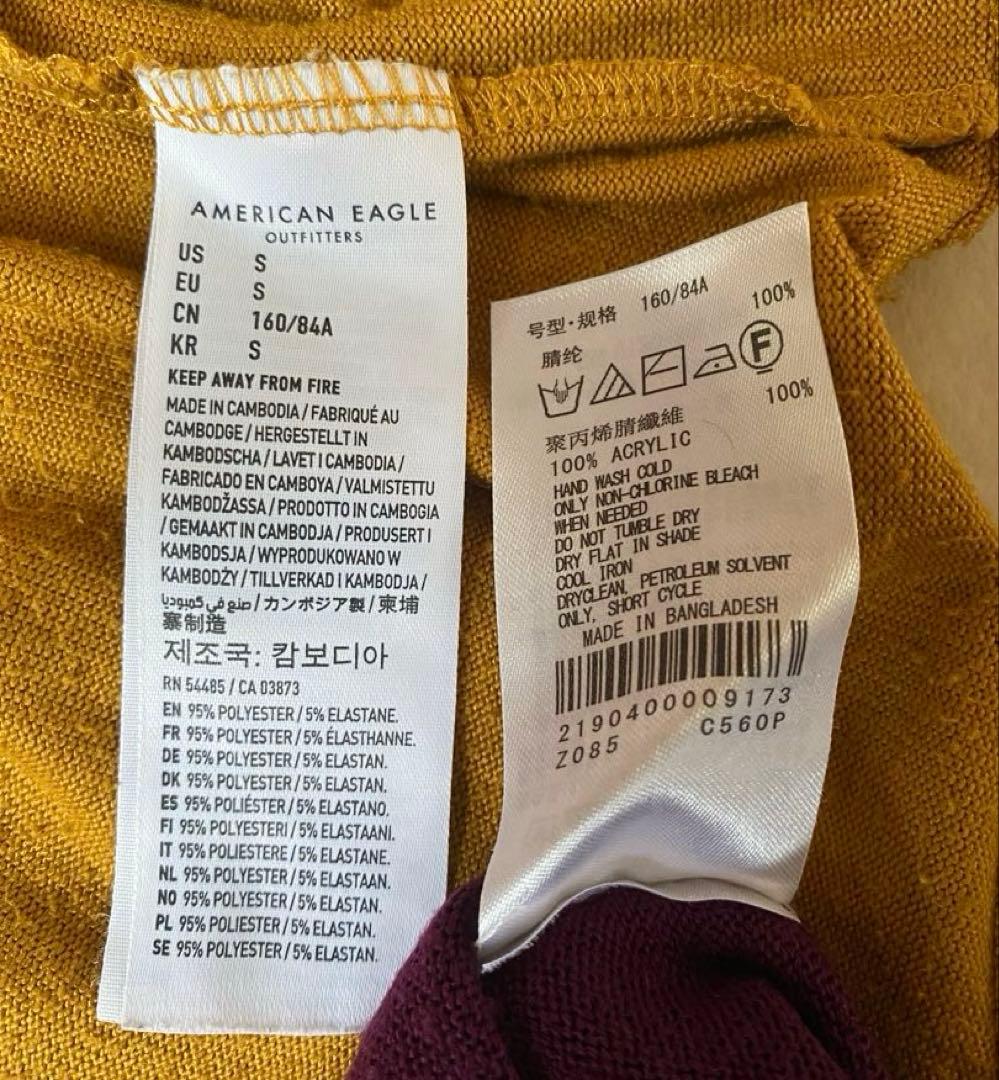 AMERICAN EAGLE
OUTFITTERS
US S
EU S
CN 160/84A
KR S
KEEP AWAY FROM FIRE
MADE IN CAMBODIA / FABRIQUÉ AU
CAMBODGE / HERGESTELLT IN
KAMBODSCHA / LAVET I CAMBODIA /
FABRICADO EN CAMBOYA / VALMISTETTU
KAMBODŽASSA / PRODOTTO IN CAMBOGIA
/ GEMAAKT IN CAMBODJA / PRODUSERT I
KAMBODSJA / WYPRODUKOWANO W
KAMBODŻY / TILLVERKAD I KAMBODJA /
صنع في كمبوديا / カンボジア製 / 柬埔
寨制造
제조국: 캄보디아
RN 54485 / CA 03873
EN 95% POLYESTER / 5% ELASTANE.
FR 95% POLYESTER / 5% ÉLASTHANNE.
DE 95% POLYESTER / 5% ELASTAN.
DK 95% POLYESTER / 5% ELASTAN.
ES 95% POLIÉSTER / 5% ELASTANO.
FI 95% POLYESTERI / 5% ELASTAANI.
IT 95% POLIESTERE / 5% ELASTANE.
NL 95% POLYESTER / 5% ELASTAAN.
NO 95% POLYESTER / 5% ELASTAN.
PL 95% POLYESTER / 5% ELASTAN.
SE 95% POLYESTER / 5% ELASTAN.
号型·规格 160/84A
腈纶 100%
F
聚丙烯腈纖維 100%
100% ACRYLIC
HAND WASH COLD
ONLY NON-CHLORINE BLEACH
WHEN NEEDED
DO NOT TUMBLE DRY
DRY FLAT IN SHADE
COOL IRON
DRYCLEAN, PETROLEUM SOLVENT
ONLY, SHORT CYCLE
MADE IN BANGLADESH
2190400009173
Z085 C560P